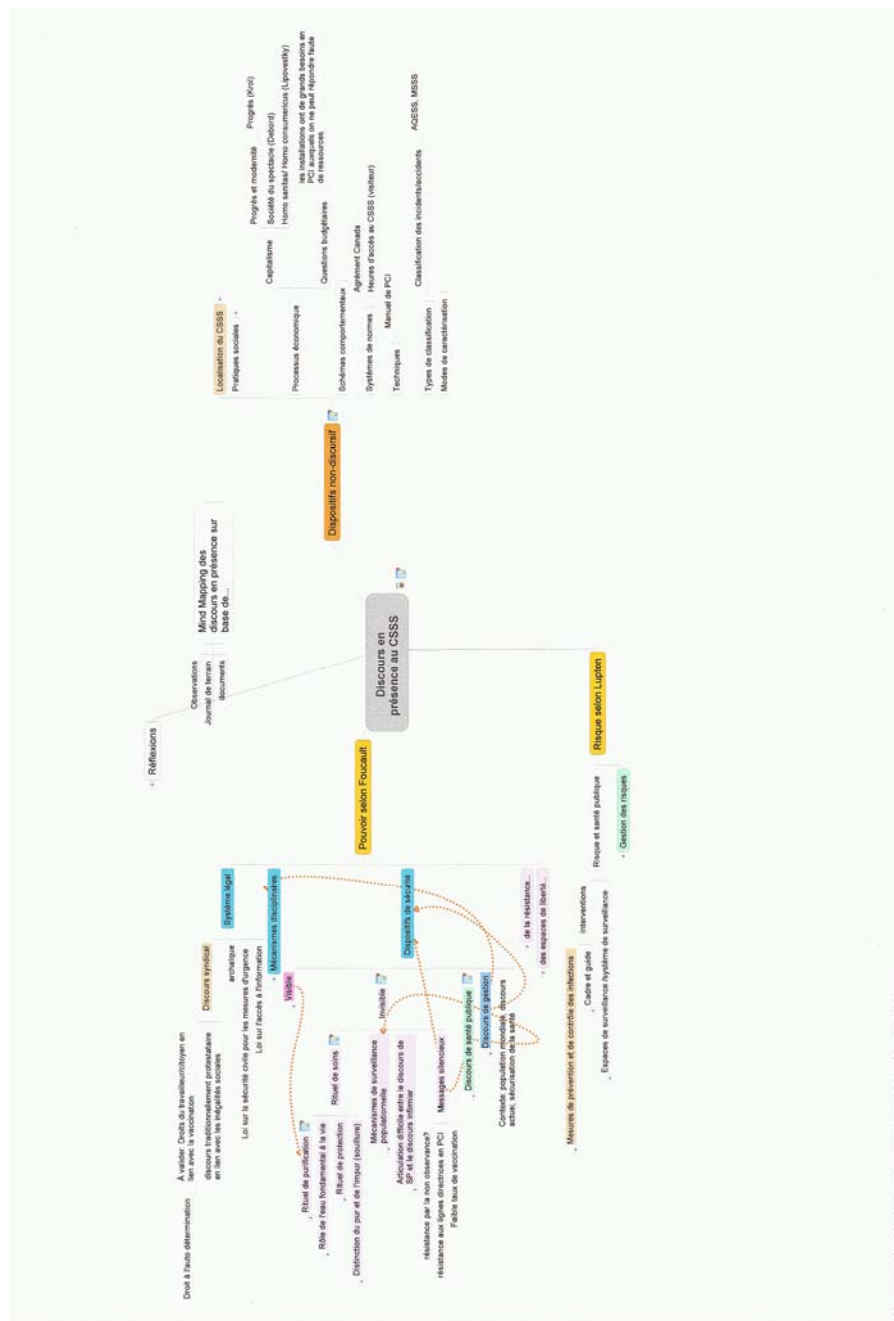 Réflexions
Observations
Journal de terrain
documents
Mind Mapping des
discours en présence sur
base de...
Discours en
présence au CSSS
Pouvoir selon Foucault
Système légal
Discours syndical
À valider: Droits du travailleur/citoyen en
lien avec la vaccination
Droit à l'auto détermination
discours traditionnellement protestataire
en lien avec les inégalités sociales
archaïque
Loi sur la sécurité civile pour les mesures d'urgence
Loi sur l'accès à l'information
Mécanismes disciplinaires
Visible
Rituel de purification
Rôle de l'eau fondamental à la vie
Rituel de soins
Rituel de protection
Distinction du pur et de l'impur (souillure)
Invisible
Mécanismes de surveillance
populationnelle
Articulation difficile entre le discours de
SP et le discours infirmier
Messages silencieux
résistance par la non observance?
résistance aux lignes directrices en PCI
Faible taux de vaccination
Dispositifs de sécurité
Discours de santé publique
Discours de gestion
Contexte: population mondiale, discours
actuel, sécurisation de la santé
de la résistance...
des espaces de liberté...
Dispositifs non-discursif
Localisation du CSSS
Pratiques sociales
Processus économique
Capitalisme
Progrès et modernité
Progrès (Krol)
Société du spectacle (Debord)
Homo sanitas/ Homo consumericus (Lipovestky)
Questions budgétaires
les installations ont de grands besoins en
PCI auxquels on ne peut répondre faute
de ressources
Schémas comportementaux
Systèmes de normes
Agrément Canada
Heures d'accès au CSSS (visiteur)
Techniques
Manuel de PCI
Types de classification
Classification des incidents/accidents
AQESS, MSSS
Modes de caractérisation
Risque selon Lupton
Risque et santé publique
interventions
Mesures de prévention et de contrôle des infections
Cadre et guide
Espaces de surveillance /système de surveillance
Gestion des risques